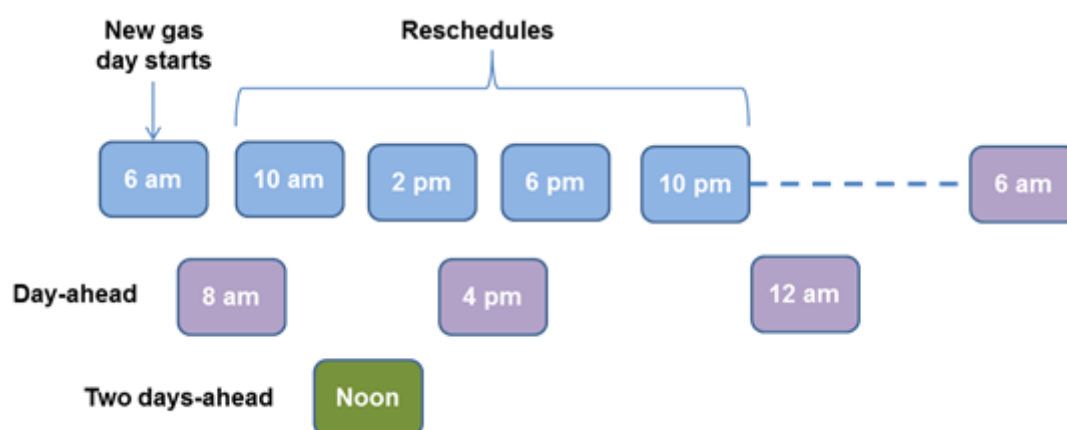 New gas
day starts
Reschedules
6 am
10 am
2 pm
6 pm
10 pm
6 am
Day-ahead
8 am
4 pm
12 am
Two days-ahead
Noon